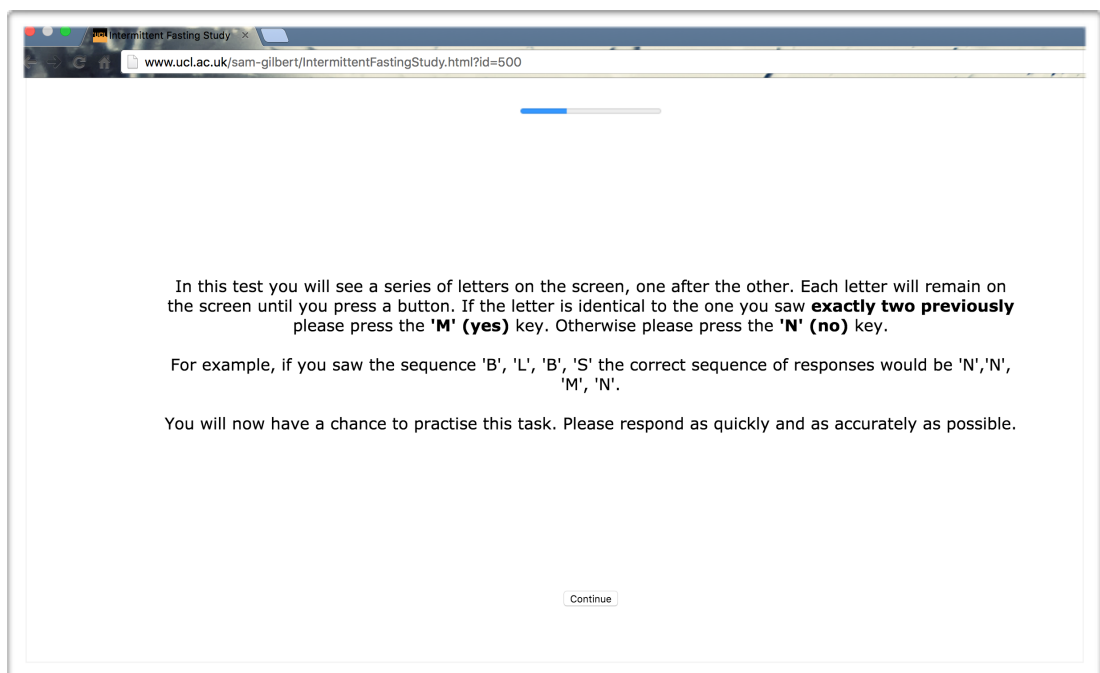 UCL Intermittent Fasting Study ×
www.ucl.ac.uk/sam-gilbert/IntermittentFastingStudy.html?id=500
In this test you will see a series of letters on the screen, one after the other. Each letter will remain on
the screen until you press a button. If the letter is identical to the one you saw exactly two previously
please press the 'M' (yes) key. Otherwise please press the 'N' (no) key.
For example, if you saw the sequence 'B', 'L', 'B', 'S' the correct sequence of responses would be 'N','N',
'M', 'N'.
You will now have a chance to practise this task. Please respond as quickly and as accurately as possible.
Continue